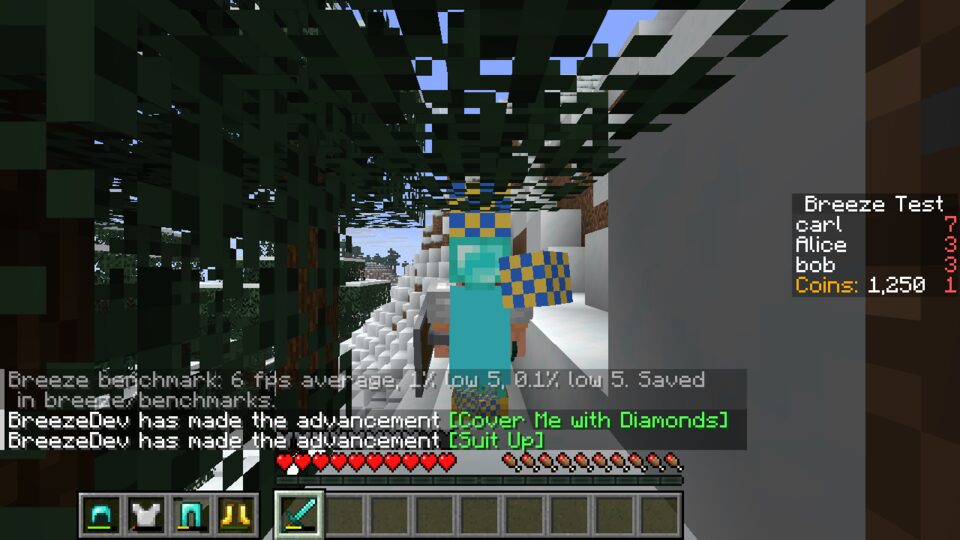 Breeze Test
carl 7
Alice 3
bob 3
Coins: 1,250 1
Breeze benchmark: 6 fps average, 1% low 5, 0.1% low 5. Saved
in breeze/benchmarks.
BreezeDev has made the advancement [Cover Me with Diamonds]
BreezeDev has made the advancement [Suit Up]